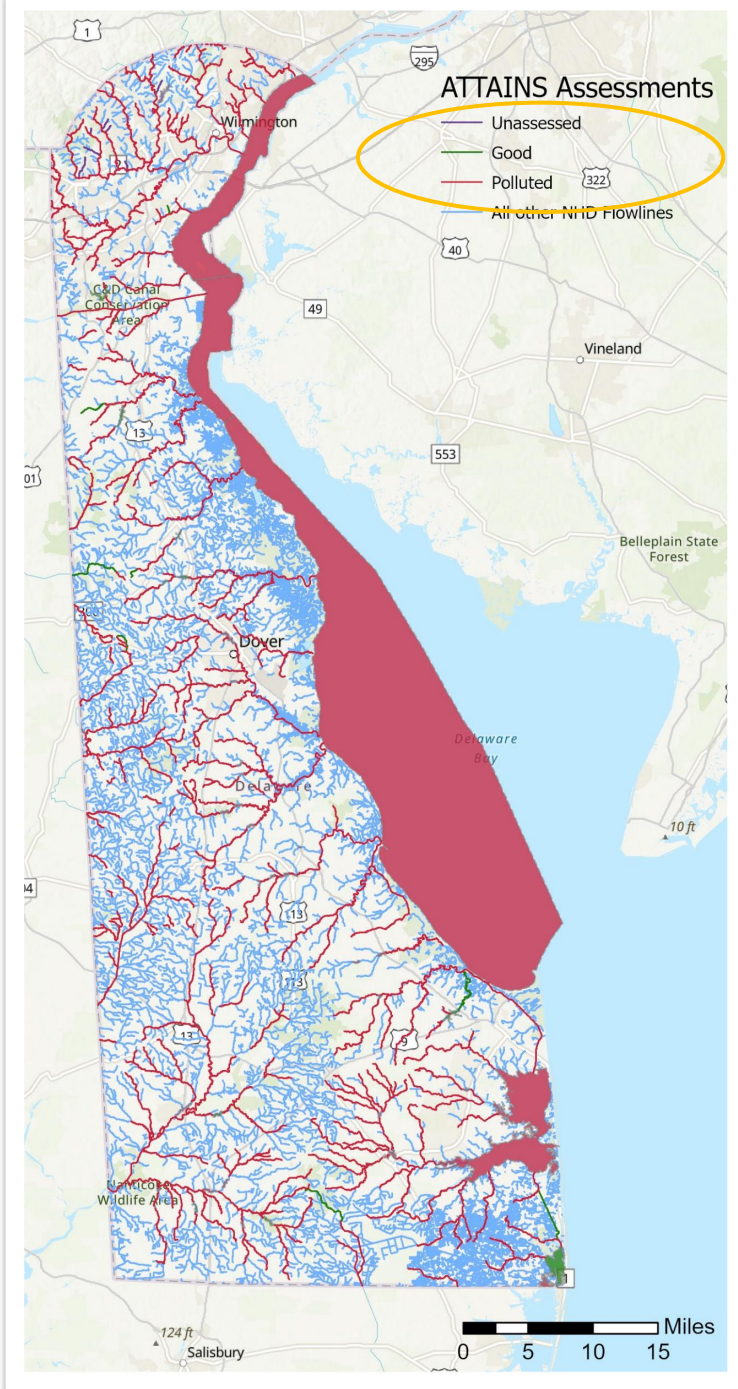 1
295
ATTAINS Assessments
Unassessed
Good
Polluted
All other NHD Flowlines
322
Wilmington
40
C&D Canal
Conservation
Area
49
Vineland
13
553
01
Belleplain State
Forest
Dover
Delaware
Bay
Delaware
10 ft
04
13
113
13
9
Nanticoke
Wildlife Area
1
Miles
0 5 10 15
124 ft
Salisbury